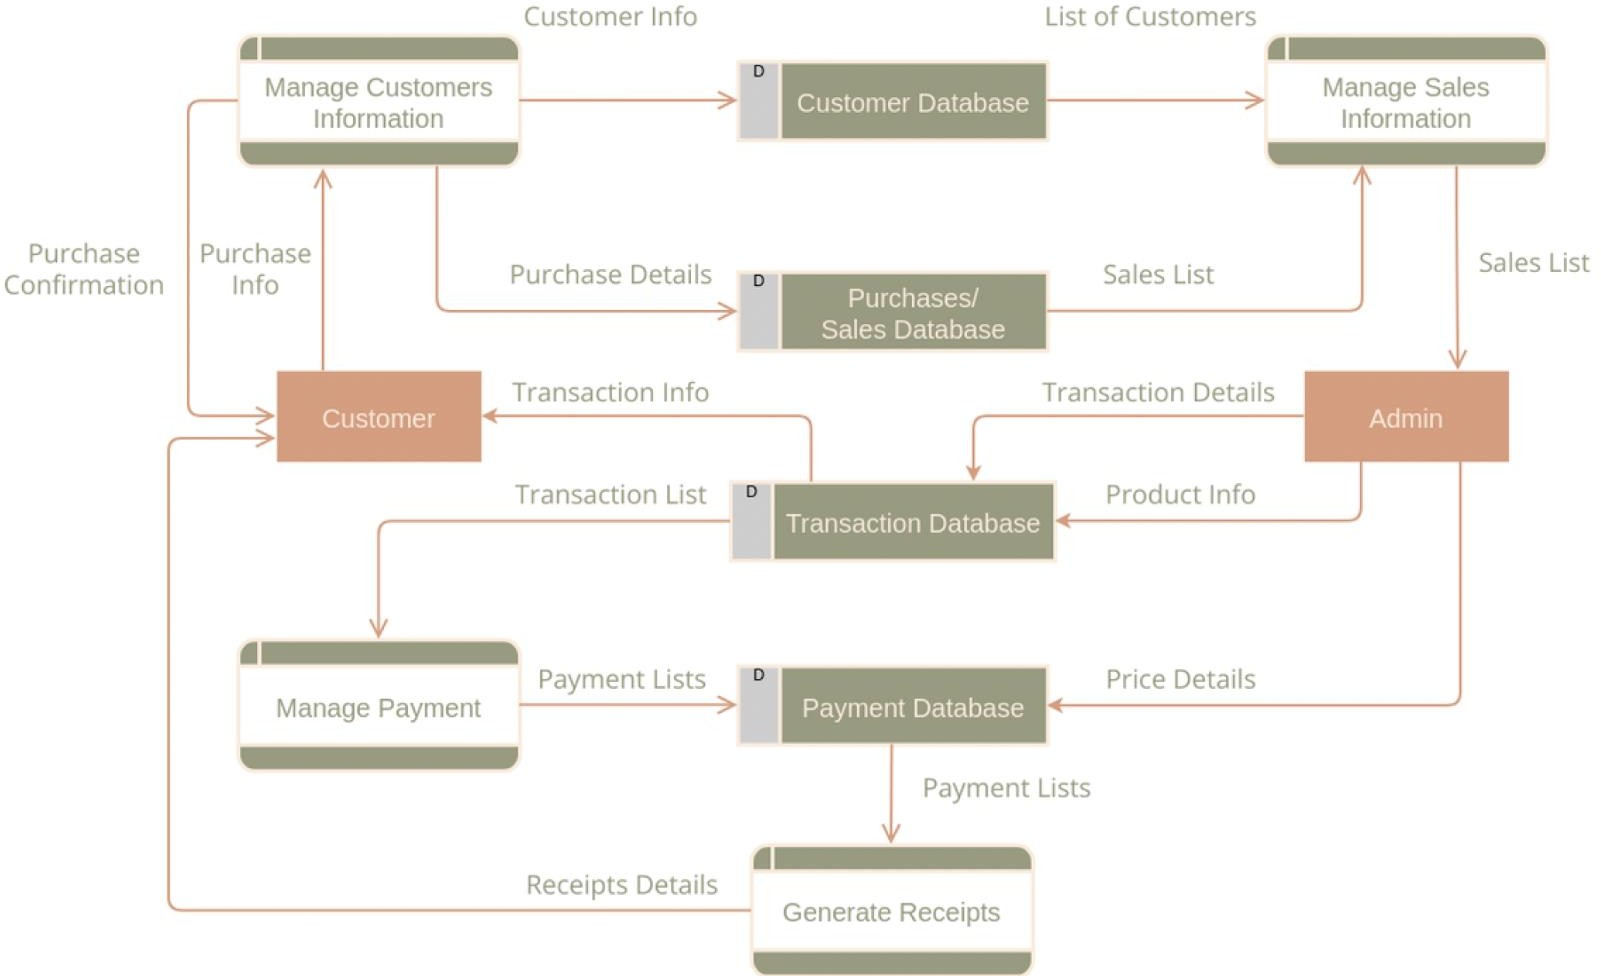 Customer Info
List of Customers
Manage Customers
Information
D
Customer Database
Manage Sales
Information
Purchase
Confirmation
Purchase
Info
Purchase Details
D
Purchases/
Sales Database
Sales List
Sales List
Customer
Transaction Info
Transaction Details
Admin
Transaction List
D
Transaction Database
Product Info
Manage Payment
Payment Lists
D
Payment Database
Price Details
Payment Lists
Receipts Details
Generate Receipts